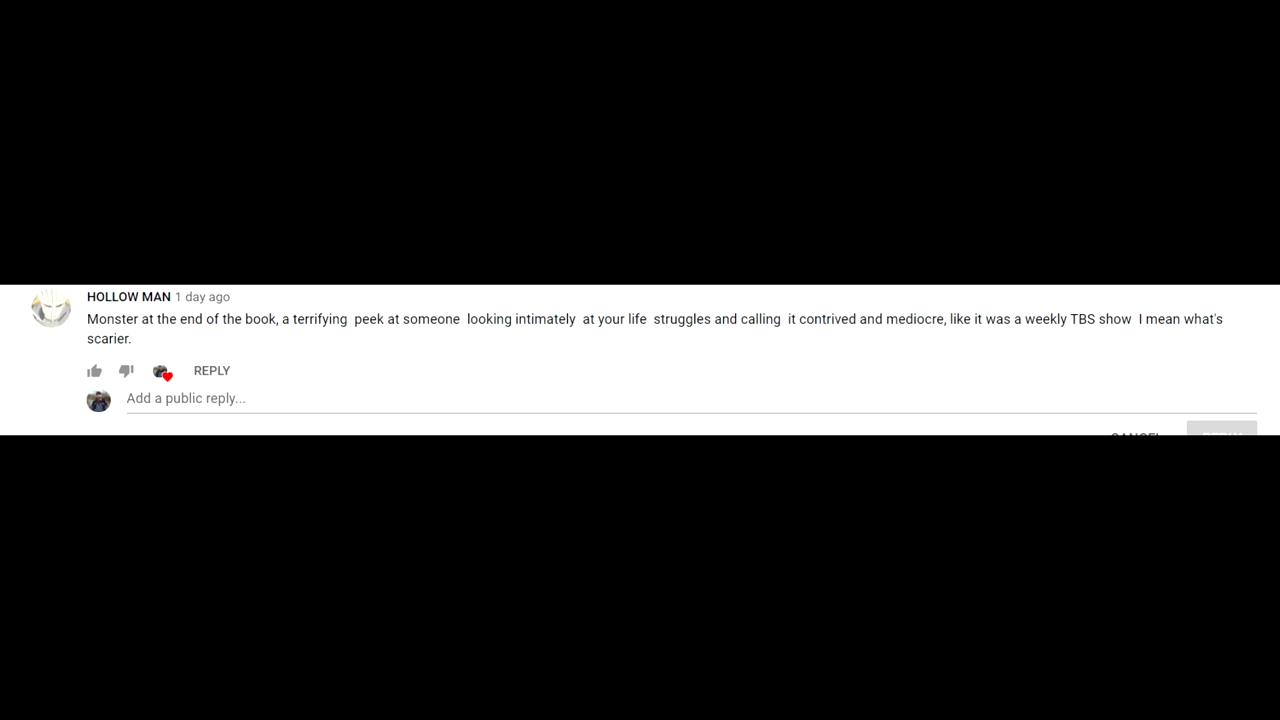 HOLLOW MAN 1 day ago
Monster at the end of the book, a terrifying peek at someone looking intimately at your life struggles and calling it contrived and mediocre, like it was a weekly TBS show I mean what's
scarier.
REPLY
Add a public reply...
CANCEL